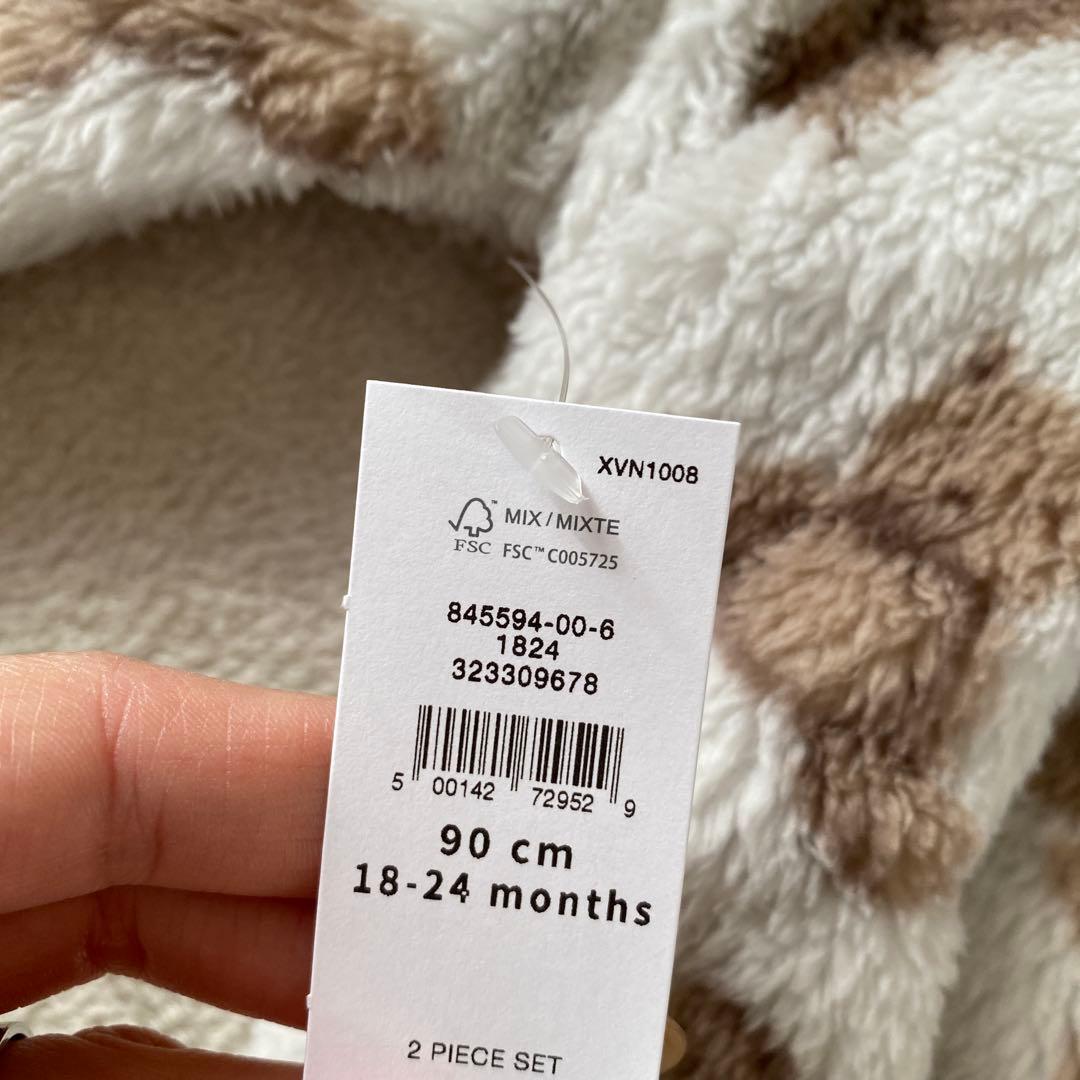 XVN1008
™ MIX / MIXTE
FSC FSC™ C005725
845594-00-6
1824
323309678
5 00142 72952 9
90 cm
18-24 months
2 PIECE SET